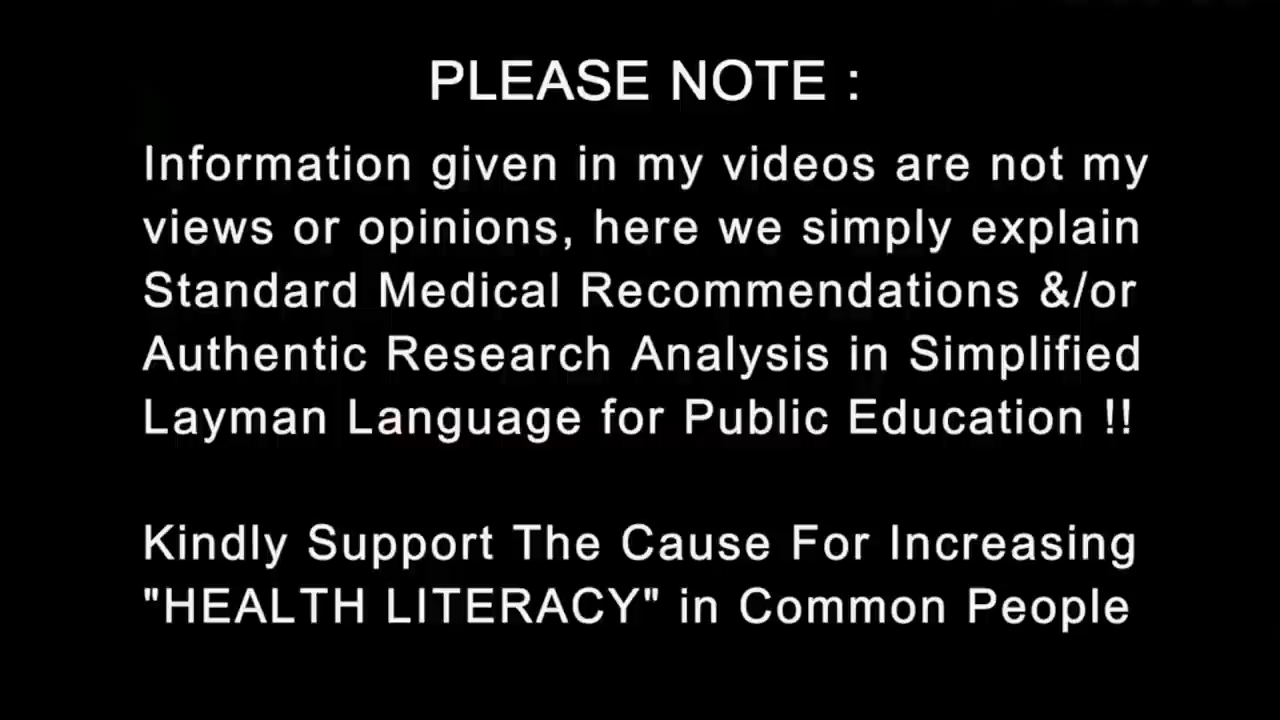 PLEASE NOTE :
Information given in my videos are not my
views or opinions, here we simply explain
Standard Medical Recommendations &/or
Authentic Research Analysis in Simplified
Layman Language for Public Education !!
Kindly Support The Cause For Increasing
"HEALTH LITERACY" in Common People